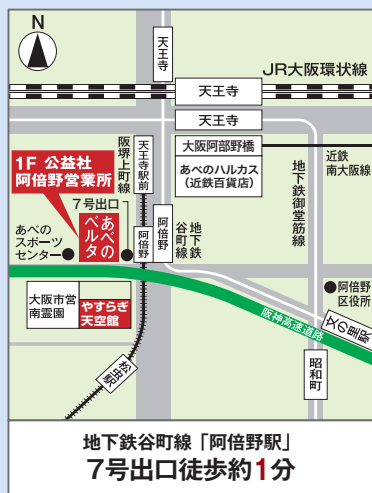 N
天王寺
JR大阪環状線
天王寺
天王寺
大阪阿部野橋
近鉄
南大阪線
あべのハルカス
(近鉄百貨店)
天王寺駅前
阪堺上町線
1F 公益社
阿倍野営業所
7号出口
あべの
ベルタ
あべの
スポーツ
センター
阿倍野
阿倍野
地下鉄
谷町線
地下鉄御堂筋線
阿倍野
区役所
大阪市営
南霊園
やすらぎ
天空館
阪神高速道路
文の里駅
松虫駅
昭和町
地下鉄谷町線「阿倍野駅」
7号出口徒歩約1分